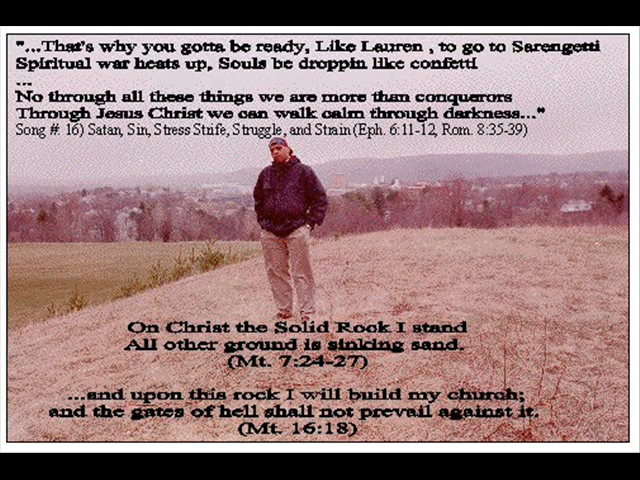 "...That's why you gotta be ready, Like Lauren , to go to Sarengetti
Spiritual war heats up, Souls be droppin like confetti
...
No through all these things we are more than conquerors
Through Jesus Christ we can walk calm through darkness..."
Song #: 16) Satan, Sin, Stress Strife, Struggle, and Strain (Eph. 6:11-12, Rom. 8:35-39)
On Christ the Solid Rock I stand
All other ground is sinking sand.
(Mt. 7:24-27)
...and upon this rock I will build my church;
and the gates of hell shall not prevail against it.
(Mt. 16:18)